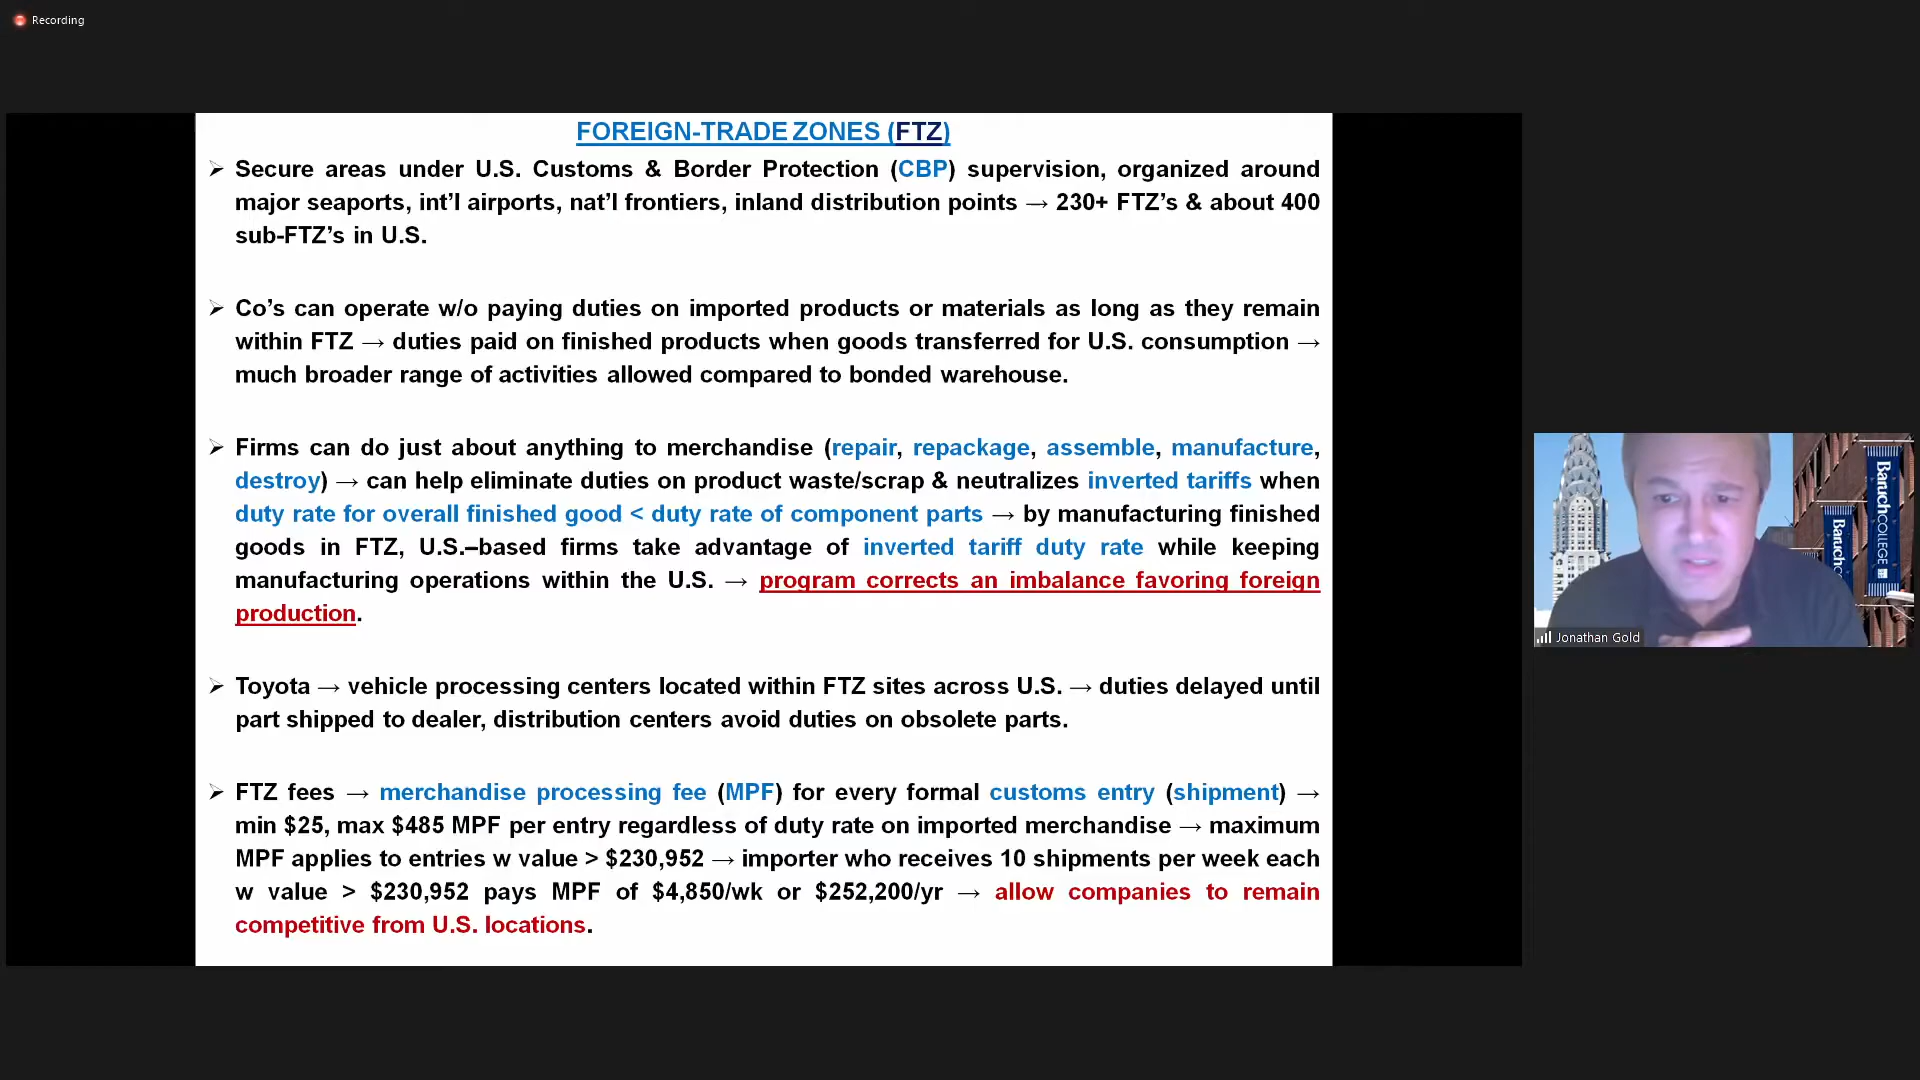 Recording
FOREIGN-TRADE ZONES (FTZ)
➢ Secure areas under U.S. Customs & Border Protection (CBP) supervision, organized around
major seaports, int’l airports, nat’l frontiers, inland distribution points → 230+ FTZ’s & about 400
sub-FTZ’s in U.S.
➢ Co’s can operate w/o paying duties on imported products or materials as long as they remain
within FTZ → duties paid on finished products when goods transferred for U.S. consumption →
much broader range of activities allowed compared to bonded warehouse.
➢ Firms can do just about anything to merchandise (repair, repackage, assemble, manufacture,
destroy) → can help eliminate duties on product waste/scrap & neutralizes inverted tariffs when
duty rate for overall finished good < duty rate of component parts → by manufacturing finished
goods in FTZ, U.S.–based firms take advantage of inverted tariff duty rate while keeping
manufacturing operations within the U.S. → program corrects an imbalance favoring foreign
production.
➢ Toyota → vehicle processing centers located within FTZ sites across U.S. → duties delayed until
part shipped to dealer, distribution centers avoid duties on obsolete parts.
➢ FTZ fees → merchandise processing fee (MPF) for every formal customs entry (shipment) →
min $25, max $485 MPF per entry regardless of duty rate on imported merchandise → maximum
MPF applies to entries w value > $230,952 → importer who receives 10 shipments per week each
w value > $230,952 pays MPF of $4,850/wk or $252,200/yr → allow companies to remain
competitive from U.S. locations.
Baruch COLLEGE
Baruch
Jonathan Gold